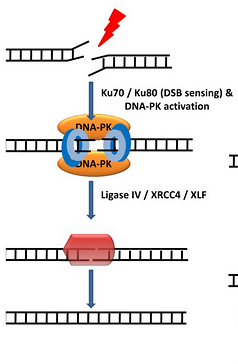 Ku70 / Ku80 (DSB sensing) &
DNA-PK activation
DNA-PK
DNA-PK
Ligase IV / XRCC4 / XLF